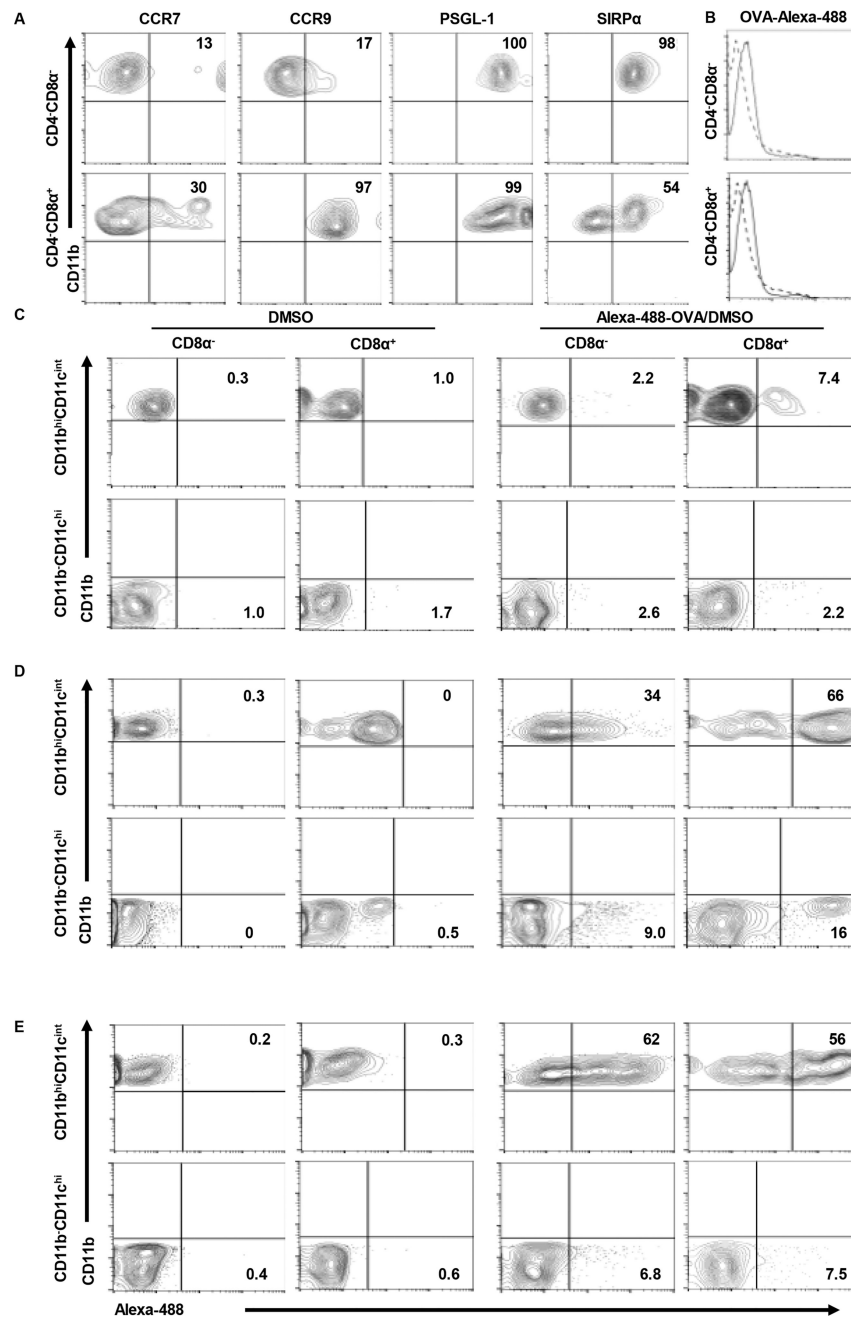 A
CCR7
CCR9
PSGL-1
SIRPα
B
OVA-Alexa-488
CD4⁻CD8α⁻
13
17
100
98
CD4⁻CD8α⁻
CD4⁻CD8α⁺
CD11b
30
97
99
54
CD4⁻CD8α⁺
C
DMSO
Alexa-488-OVA/DMSO
CD8α⁻
CD8α⁺
CD8α⁻
CD8α⁺
CD11bʰⁱCD11cⁱⁿᵗ
0.3
1.0
2.2
7.4
CD11b⁻CD11cʰⁱ
CD11b
1.0
1.7
2.6
2.2
D
CD11bʰⁱCD11cⁱⁿᵗ
0.3
0
34
66
CD11b⁻CD11cʰⁱ
CD11b
0
0.5
9.0
16
E
CD11bʰⁱCD11cⁱⁿᵗ
0.2
0.3
62
56
CD11b⁻CD11cʰⁱ
CD11b
0.4
0.6
6.8
7.5
Alexa-488